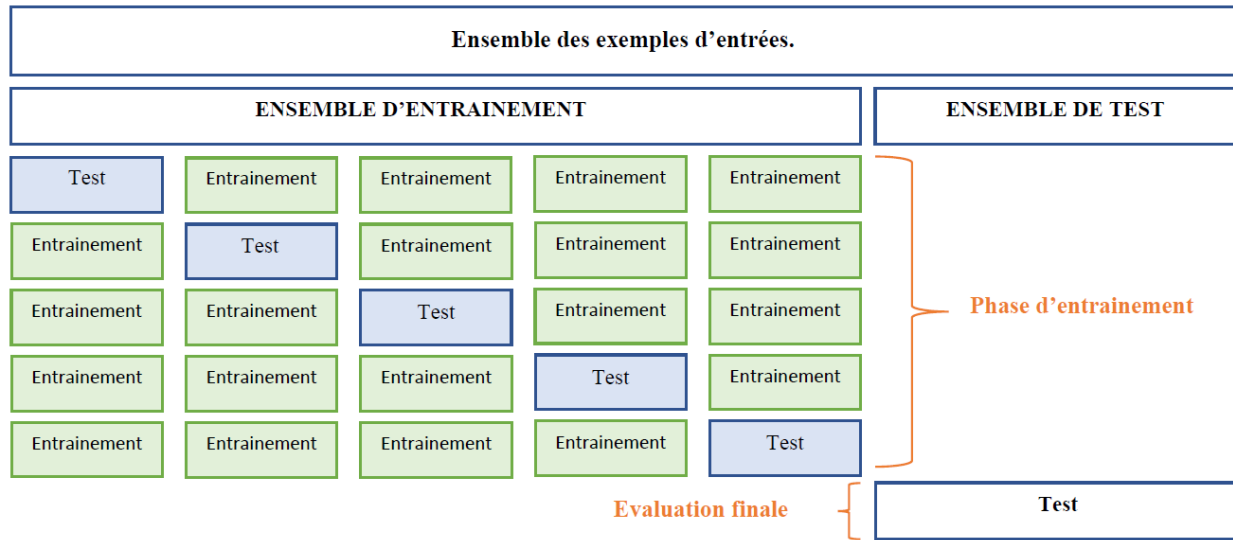 Ensemble des exemples d'entrées.
ENSEMBLE D'ENTRAINEMENT
ENSEMBLE DE TEST
Test Entrainement Entrainement Entrainement Entrainement
Entrainement Test Entrainement Entrainement Entrainement
Entrainement Entrainement Test Entrainement Entrainement
Phase d'entrainement
Entrainement Entrainement Entrainement Test Entrainement
Entrainement Entrainement Entrainement Entrainement Test
Evaluation finale
Test